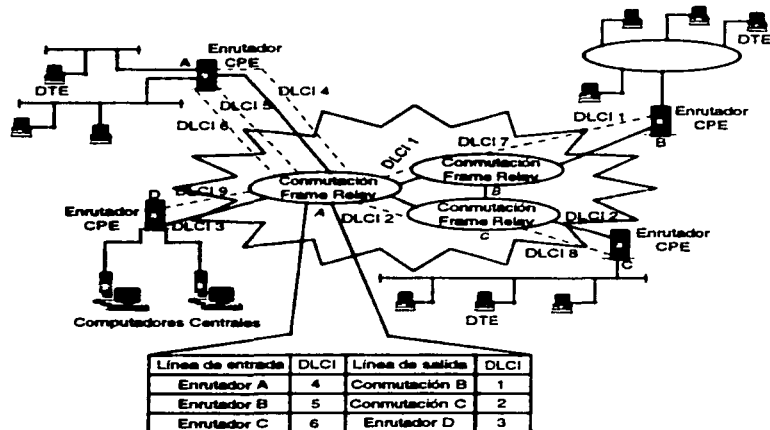 Enrutador
CPE
A
DTE
DLCI 4
DLCI 5
DLCI 6
DTE
DLCI 1
Enrutador
CPE
B
DLCI 1
DLCI 7
Conmutación
Frame Relay
B
Conmutación
Frame Relay
A
Conmutación
Frame Relay
C
DLCI 2
DLCI 2
DLCI 8
Enrutador
CPE
C
DTE
D
Enrutador
CPE
DLCI 9
DLCI 3
Computadores Centrales
Línea de entrada DLCI Línea de salida DLCI
Enrutador A 4 Conmutación B 1
Enrutador B 5 Conmutación C 2
Enrutador C 6 Enrutador D 3